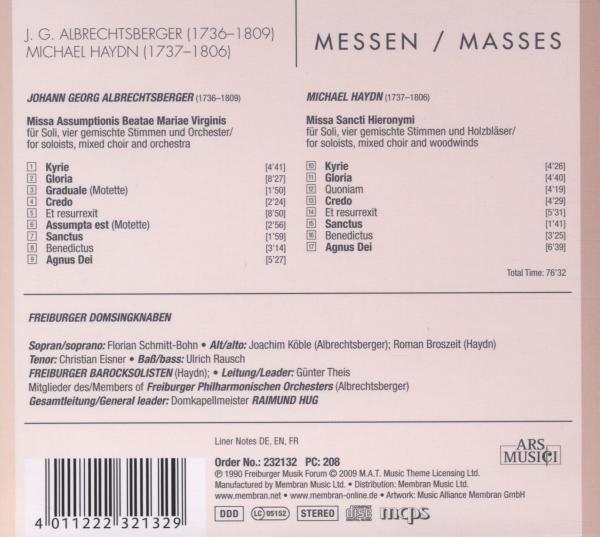 J. G. ALBRECHTSBERGER (1736–1809)
MICHAEL HAYDN (1737–1806)
MESSEN / MASSES
JOHANN GEORG ALBRECHTSBERGER (1736–1809)
Missa Assumptionis Beatae Mariae Virginis
für Soli, vier gemischte Stimmen und Orchester/
for soloists, mixed choir and orchestra
1 Kyrie [4'41]
2 Gloria [8'27]
3 Graduale (Motette) [1'50]
4 Credo [2'24]
5 Et resurrexit [8'50]
6 Assumpta est (Motette) [2'56]
7 Sanctus [1'59]
8 Benedictus [3'14]
9 Agnus Dei [5'27]
MICHAEL HAYDN (1737–1806)
Missa Sancti Hieronymi
für Soli, vier gemischte Stimmen und Holzbläser/
for soloists, mixed choir and woodwinds
10 Kyrie [4'26]
11 Gloria [4'40]
12 Quoniam [4'19]
13 Credo [4'29]
14 Et resurrexit [5'31]
15 Sanctus [1'41]
16 Benedictus [3'25]
17 Agnus Dei [6'39]
Total Time: 76'32
FREIBURGER DOMSINGKNABEN
Sopran/soprano: Florian Schmitt-Bohn • Alt/alto: Joachim Köble (Albrechtsberger); Roman Broszeit (Haydn)
Tenor: Christian Eisner • Baß/bass: Ulrich Rausch
FREIBURGER BAROCKSOLISTEN (Haydn); • Leitung/Leader: Günter Theis
Mitglieder des/Members of Freiburger Philharmonischen Orchesters (Albrechtsberger)
Gesamtleitung/General leader: Domkapellmeister RAIMUND HUG
Liner Notes DE, EN, FR
Order No.: 232132 PC: 208
℗ 1990 Freiburger Musik Forum © 2009 M.A.T. Music Theme Licensing Ltd.
Manufactured by Membran Music Ltd. • Distribution: Membran Music Ltd.
www.membran.net • www.membran-online.de • Artwork: Music Alliance Membran GmbH
DDD LC 05152 STEREO COMPACT disc DIGITAL AUDIO mcps
ARS
MUSICI
4 011222 321329